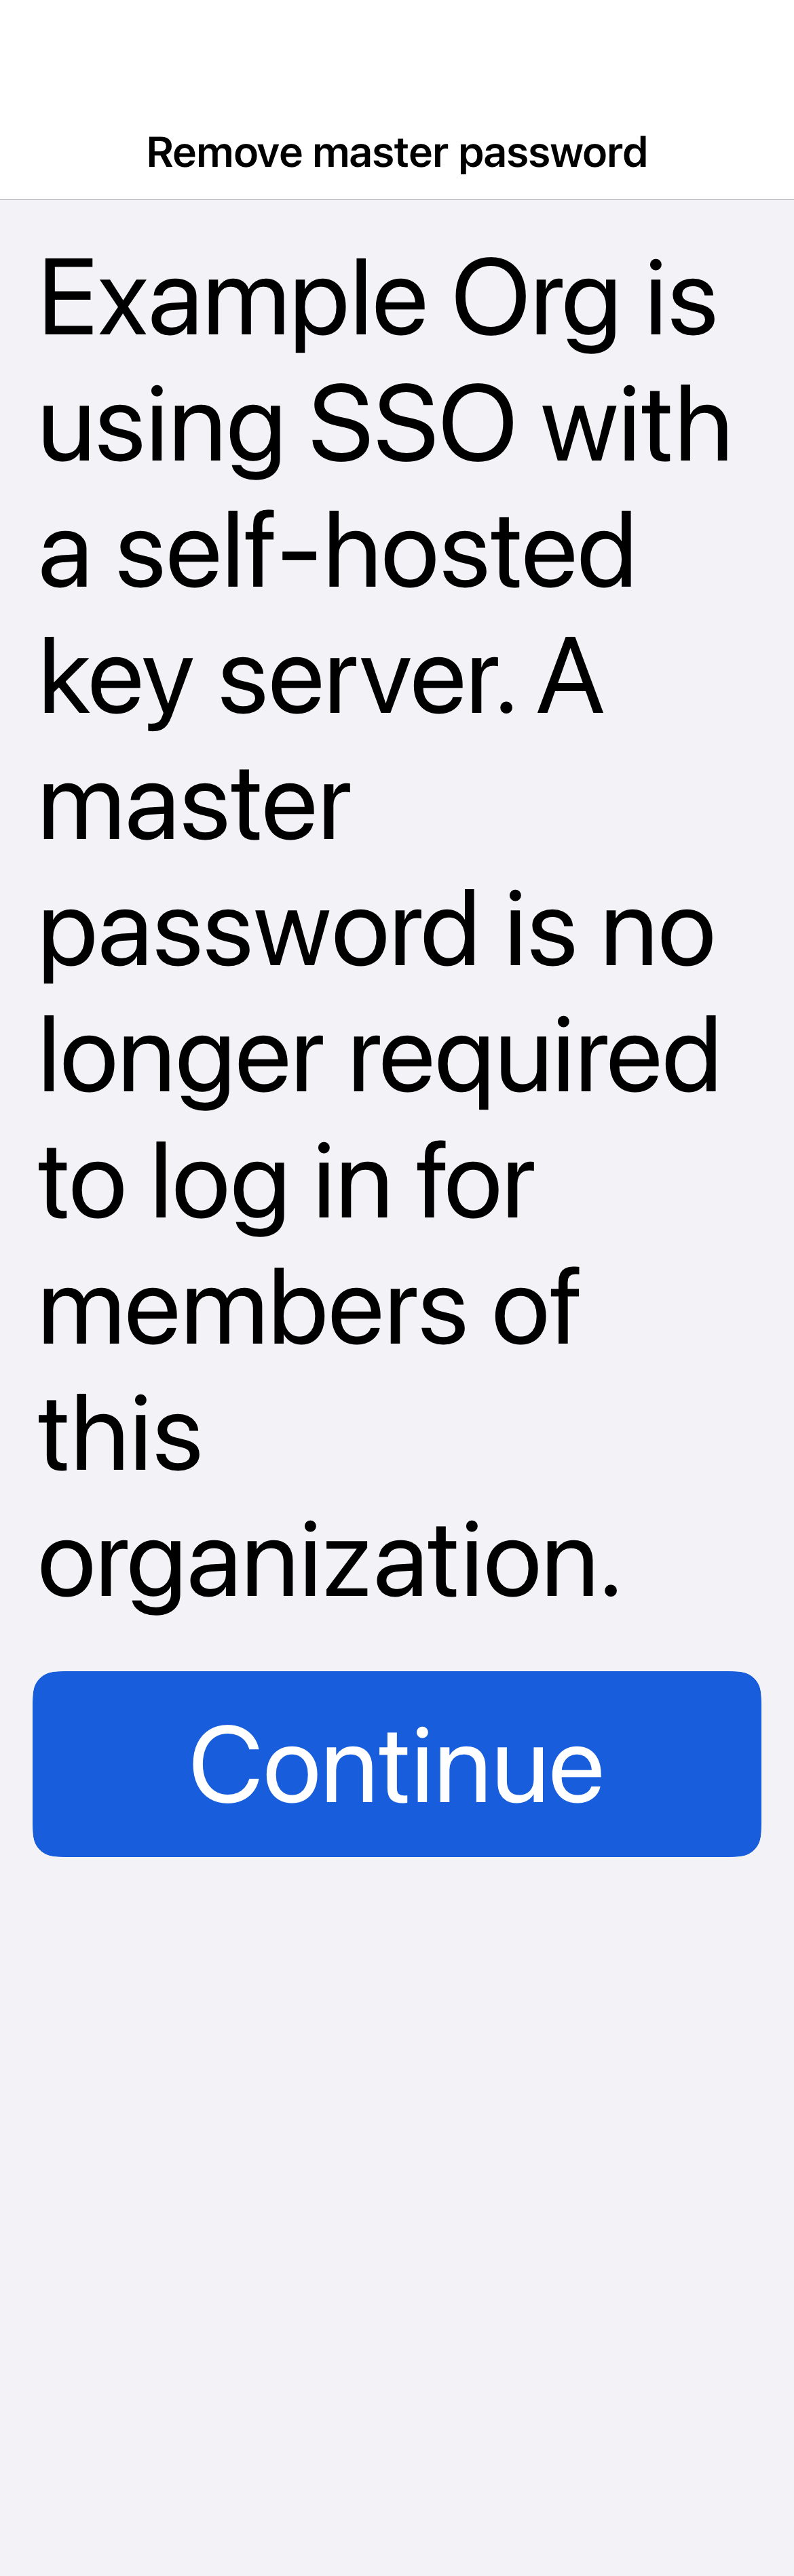 Remove master password
Example Org is
using SSO with
a self-hosted
key server. A
master
password is no
longer required
to log in for
members of
this
organization.
Continue